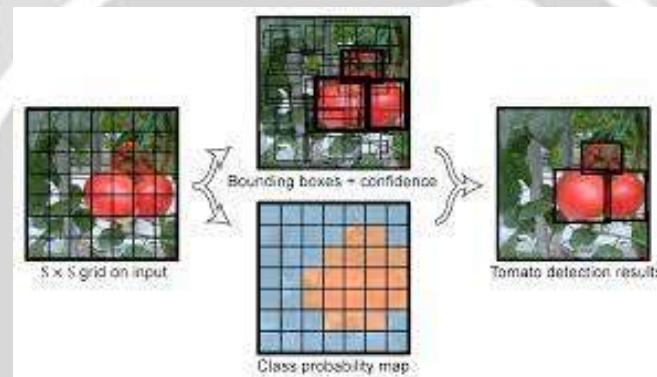 Bounding boxes + confidence
S × S grid on input
Tomato detection results
Class probability map